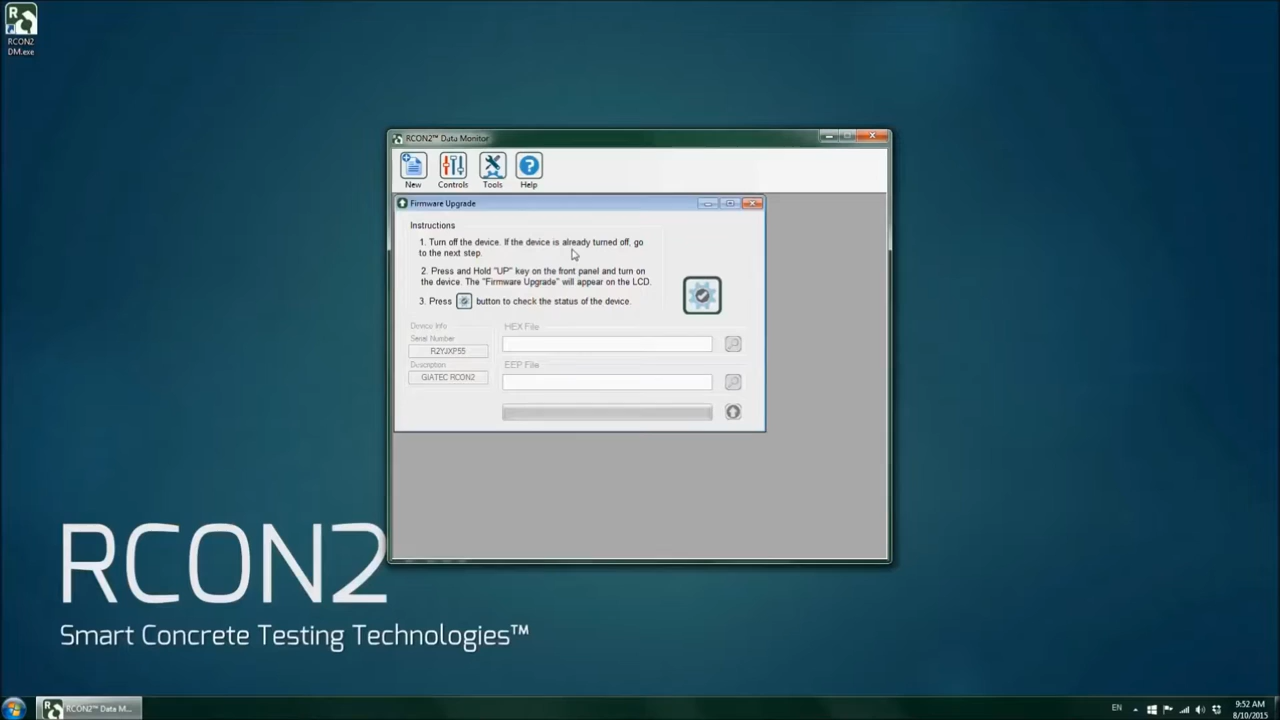 RCON2
DM.exe
RCON2™ Data Monitor
New
Controls
Tools
Help
Firmware Upgrade
Instructions
1. Turn off the device. If the device is already turned off, go
to the next step.
2. Press and Hold "UP" key on the front panel and turn on
the device. The "Firmware Upgrade" will appear on the LCD.
3. Press button to check the status of the device.
Device Info
Serial Number
R2YJXP55
Description
GIATEC RCON2
HEX File
EEP File
RCON2
Smart Concrete Testing Technologies™
RCON2™ Data M...
EN
9:52 AM
8/10/2015